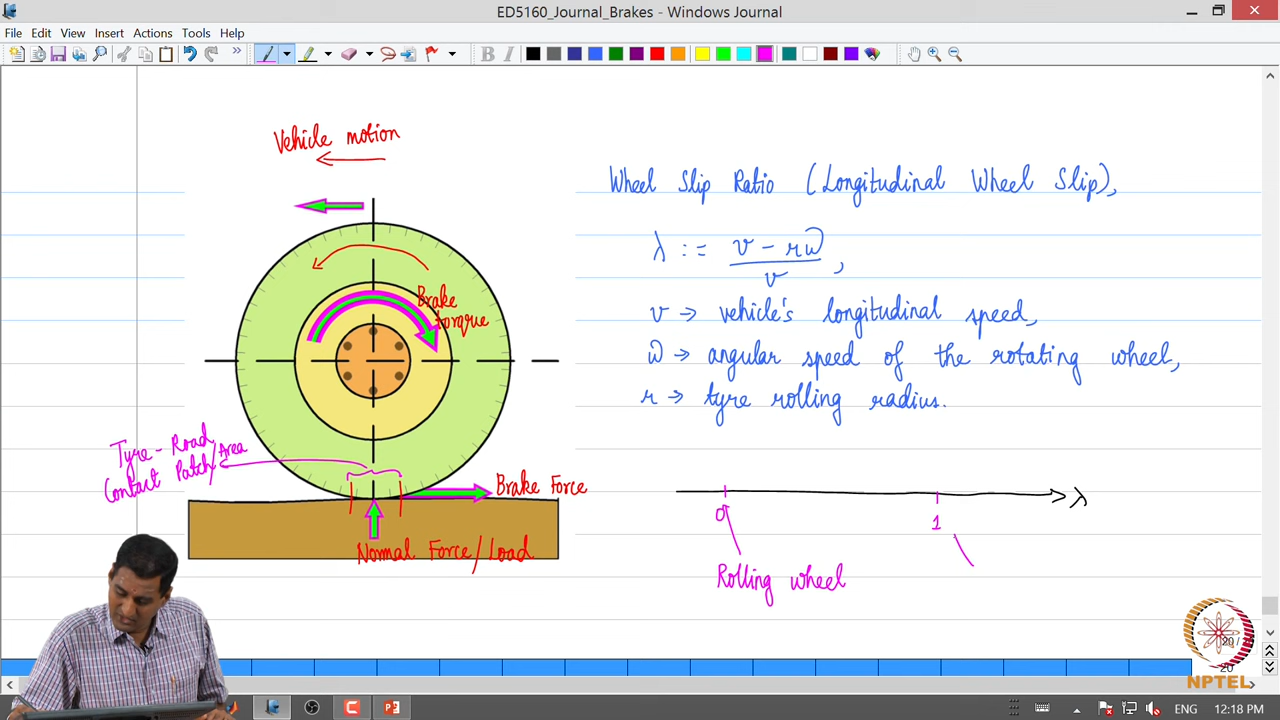 ED5160_Journal_Brakes - Windows Journal
File Edit View Insert Actions Tools Help
Vehicle motion
Brake
torque
Tyre - Road
Contact Patch/Area
Brake Force
Normal Force/Load
Wheel Slip Ratio (Longitudinal Wheel Slip),
λ := v - rω / v,
v → vehicle's longitudinal speed,
ω → angular speed of the rotating wheel,
r → tyre rolling radius.
λ
0 1
Rolling wheel
20
NPTEL
ENG 12:18 PM